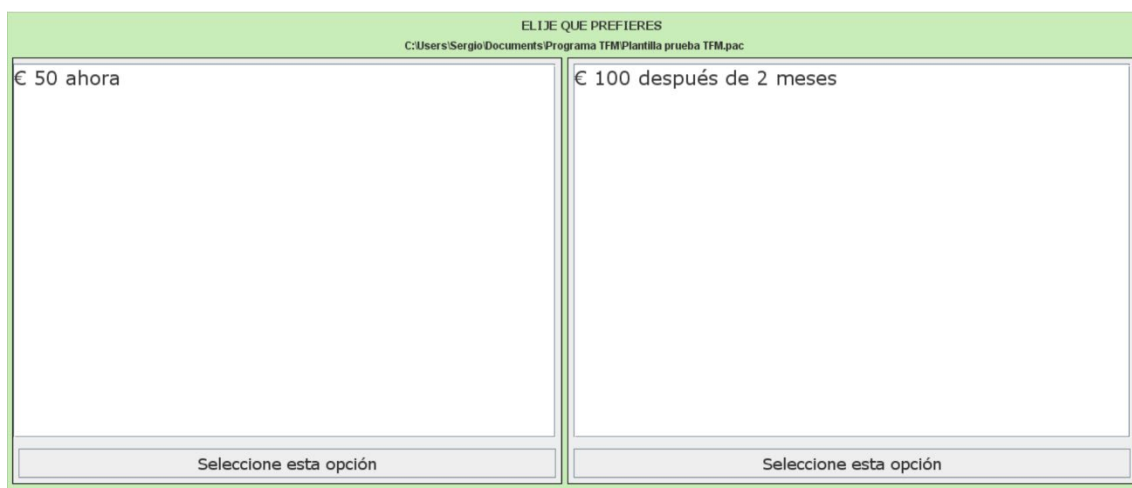 ELIJE QUE PREFIERES
C:\Users\Sergio\Documents\Programa TFM\Plantilla prueba TFM.pac
€ 50 ahora
€ 100 después de 2 meses
Seleccione esta opción
Seleccione esta opción